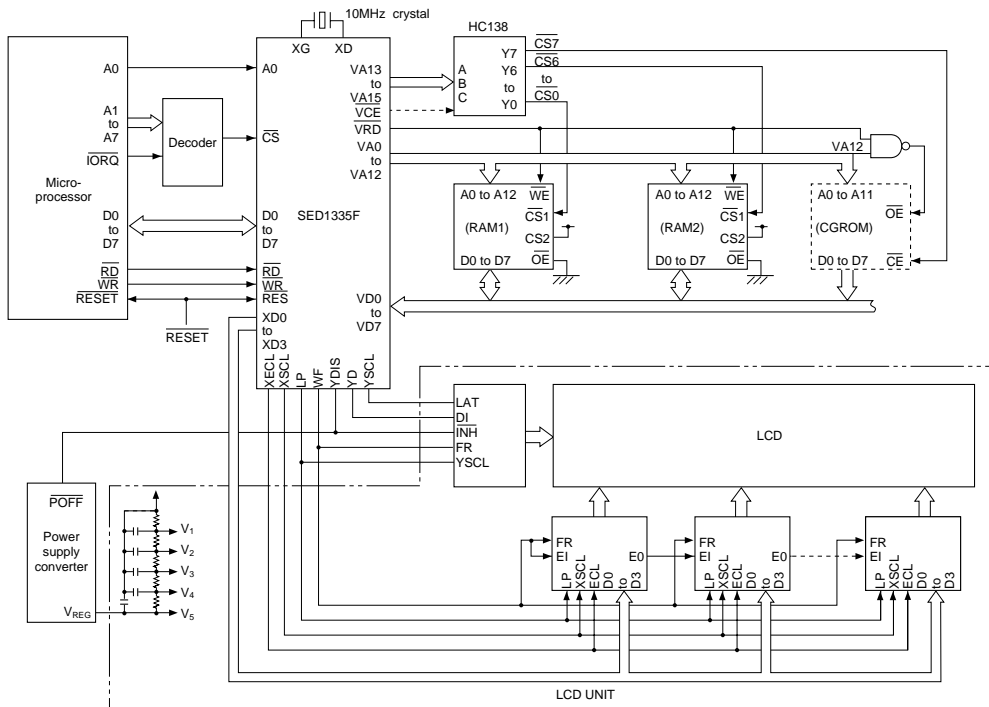 10MHz crystal
XG XD
HC138
A0
A1
to
A7
IORQ
Micro-
processor
D0
to
D7
RD
WR
RESET
Decoder
RESET
A0
CS
SED1335F
D0
to
D7
RD
WR
RES
XD0
to
XD3
VA13
to
VA15
VCE
VRD
VA0
to
VA12
VD0
to
VD7
XECL
XSCL
LP
WF
YDIS
YD
YSCL
A
B
C
Y7
Y6
to
Y0
CS7
CS6
to
CS0
VA12
A0 to A12
WE
CS1
(RAM1)
CS2
D0 to D7
OE
A0 to A12
WE
CS1
(RAM2)
CS2
D0 to D7
OE
A0 to A11
OE
(CGROM)
D0 to D7
CE
LAT
DI
INH
FR
YSCL
LCD
POFF
Power
supply
converter
VREG
V1
V2
V3
V4
V5
FR
EI
E0
LP
XSCL
ECL
D0
to
D3
FR
EI
E0
LP
XSCL
ECL
D0
to
D3
FR
EI
LP
XSCL
ECL
D0
to
D3
LCD UNIT